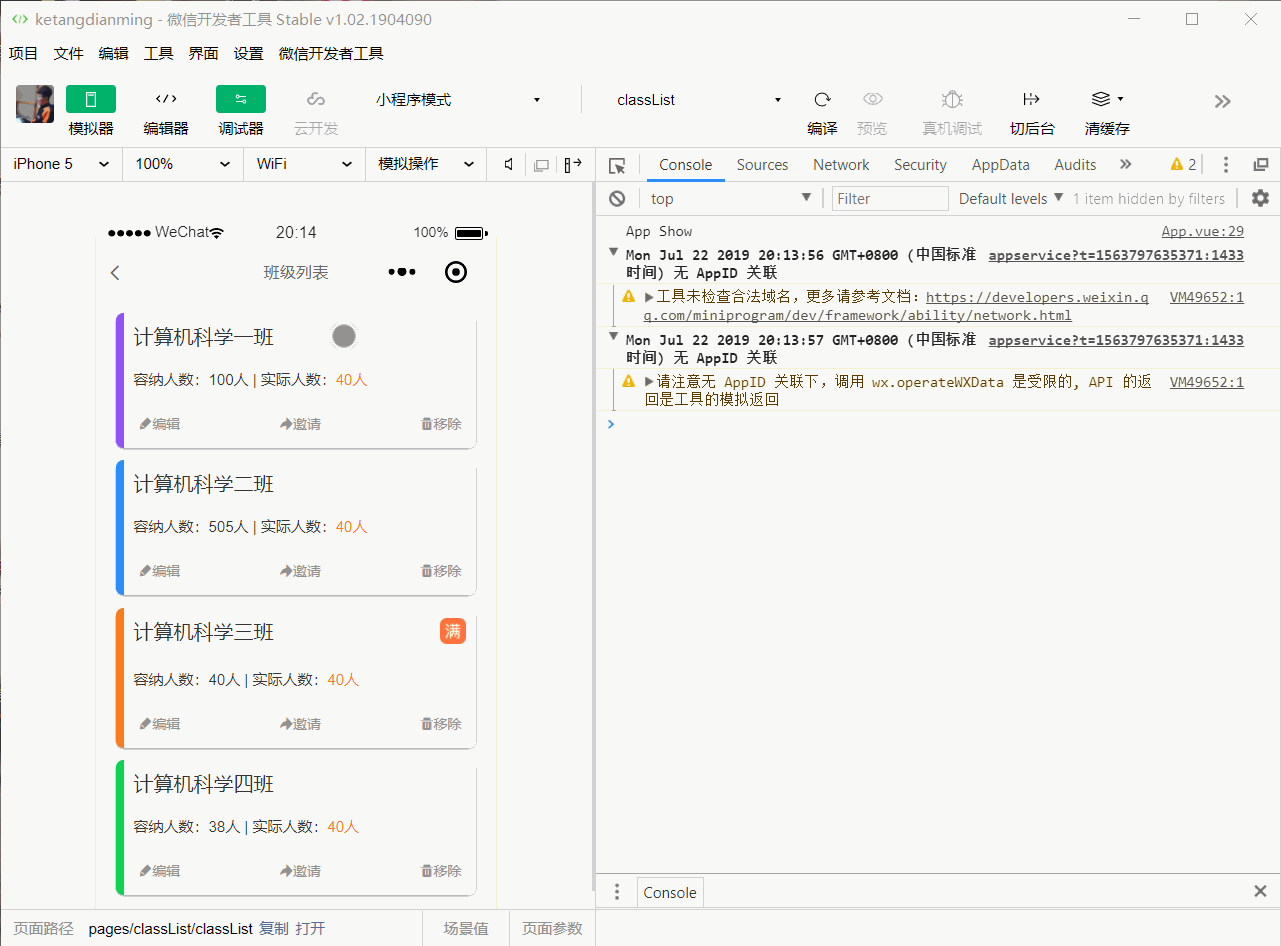 ketangdianming - 微信开发者工具 Stable v1.02.1904090
项目 文件 编辑 工具 界面 设置 微信开发者工具
小程序模式 classList
模拟器 编辑器 调试器 云开发 编译 预览 真机调试 切后台 清缓存
iPhone 5 100% WiFi 模拟操作
Console Sources Network Security AppData Audits 2
top Filter Default levels 1 item hidden by filters
WeChat 20:14 100%
班级列表
计算机科学一班
容纳人数：100人 | 实际人数：40人
编辑 邀请 移除
计算机科学二班
容纳人数：505人 | 实际人数：40人
编辑 邀请 移除
计算机科学三班 满
容纳人数：40人 | 实际人数：40人
编辑 邀请 移除
计算机科学四班
容纳人数：38人 | 实际人数：40人
编辑 邀请 移除
App Show App.vue:29
Mon Jul 22 2019 20:13:56 GMT+0800 (中国标准 appservice?t=1563797635371:1433
时间) 无 AppID 关联
工具未检查合法域名，更多请参考文档：https://developers.weixin.q VM49652:1
q.com/miniprogram/dev/framework/ability/network.html
Mon Jul 22 2019 20:13:57 GMT+0800 (中国标准 appservice?t=1563797635371:1433
时间) 无 AppID 关联
请注意无 AppID 关联下，调用 wx.operateWXData 是受限的, API 的返 VM49652:1
回是工具的模拟返回
Console
页面路径 pages/classList/classList 复制 打开 场景值 页面参数